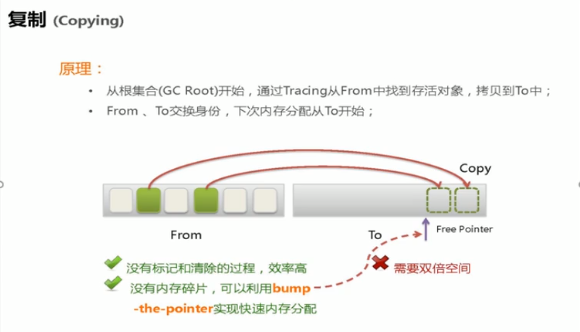 复制 (Copying)
原理：
• 从根集合(GC Root)开始，通过Tracing从From中找到存活对象，拷贝到To中；
• From 、To交换身份，下次内存分配从To开始；
Copy
From
To
Free Pointer
没有标记和清除的过程，效率高
需要双倍空间
没有内存碎片，可以利用bump
-the-pointer实现快速内存分配